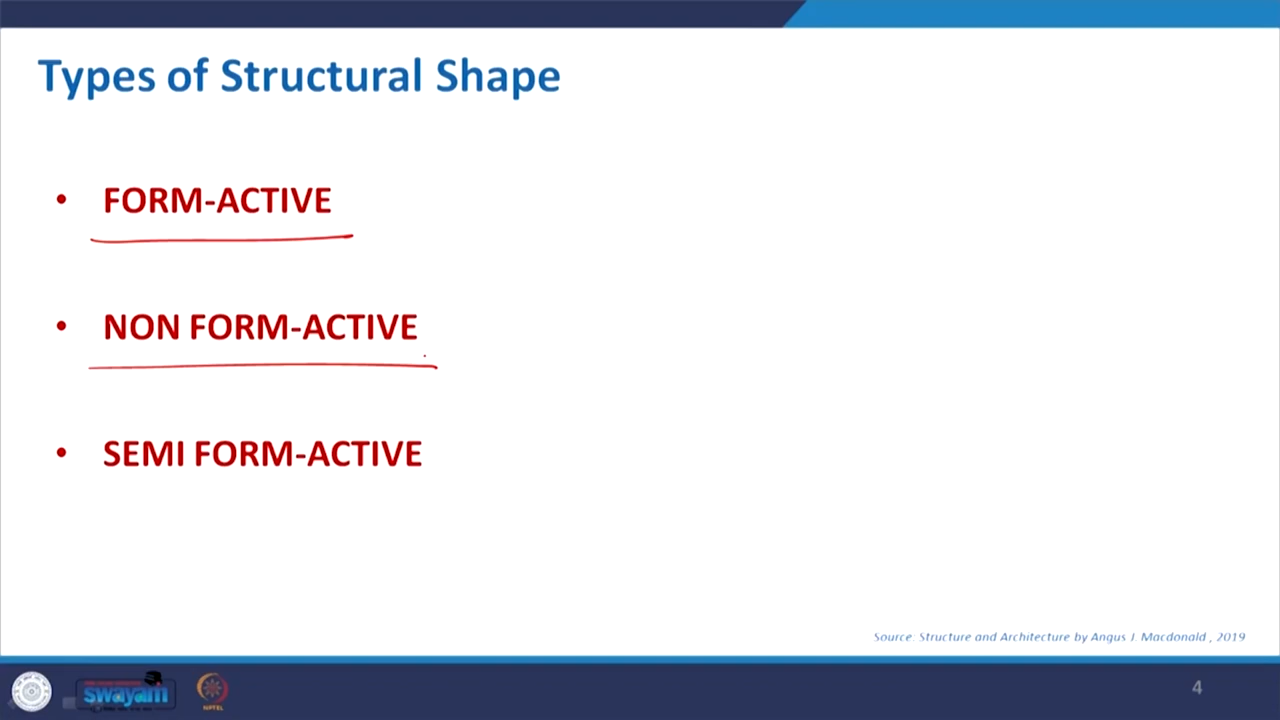 Types of Structural Shape
• FORM-ACTIVE
• NON FORM-ACTIVE
• SEMI FORM-ACTIVE
Source: Structure and Architecture by Angus J. Macdonald , 2019
swayam
NPTEL
4